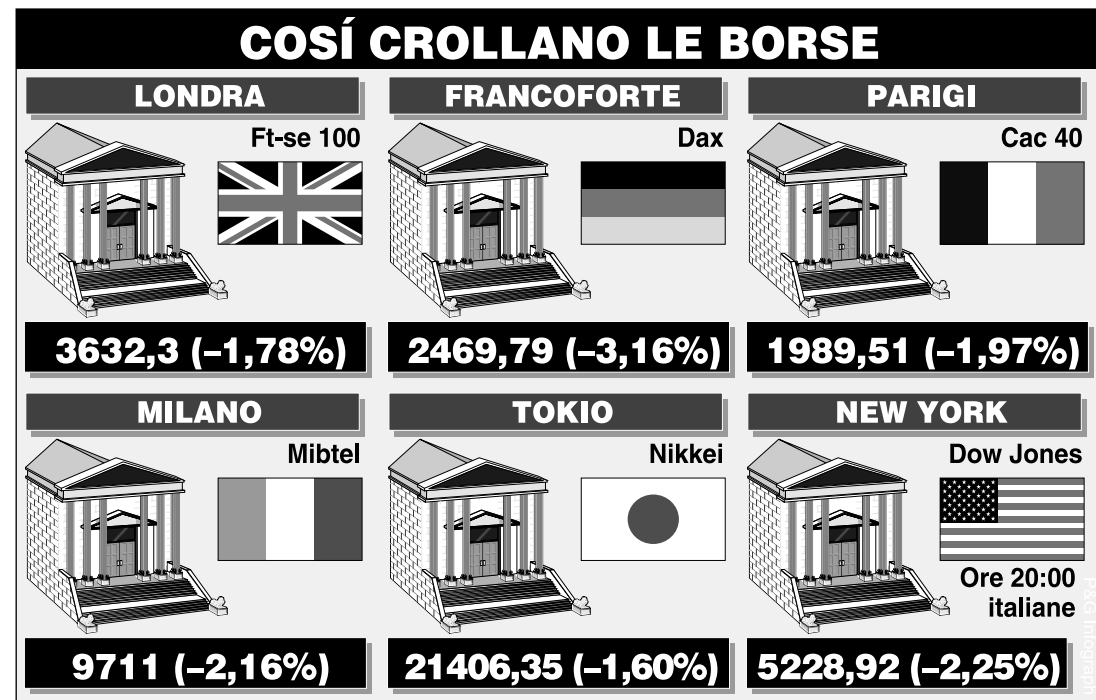 COSÍ CROLLANO LE BORSE
LONDRA
Ft-se 100
3632,3 (–1,78%)
FRANCOFORTE
Dax
2469,79 (–3,16%)
PARIGI
Cac 40
1989,51 (–1,97%)
MILANO
Mibtel
9711 (–2,16%)
TOKIO
Nikkei
21406,35 (–1,60%)
NEW YORK
Dow Jones
Ore 20:00
italiane
5228,92 (–2,25%)
P&G Infograph